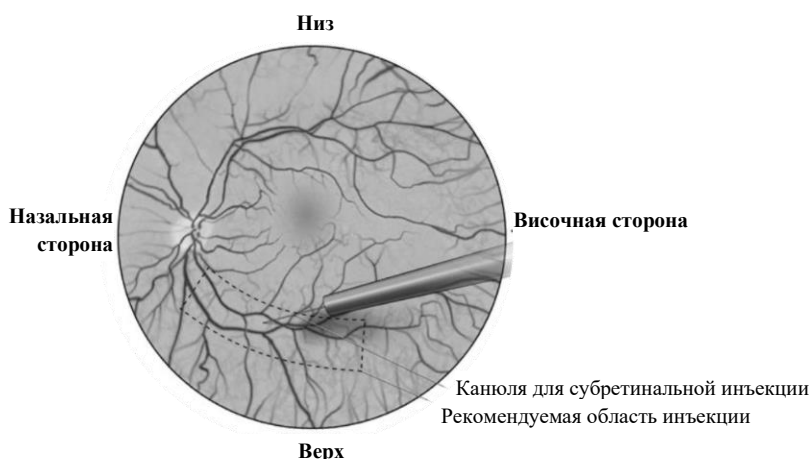 Низ
Назальная
сторона
Височная сторона
Канюля для субретинальной инъекции
Рекомендуемая область инъекции
Верх